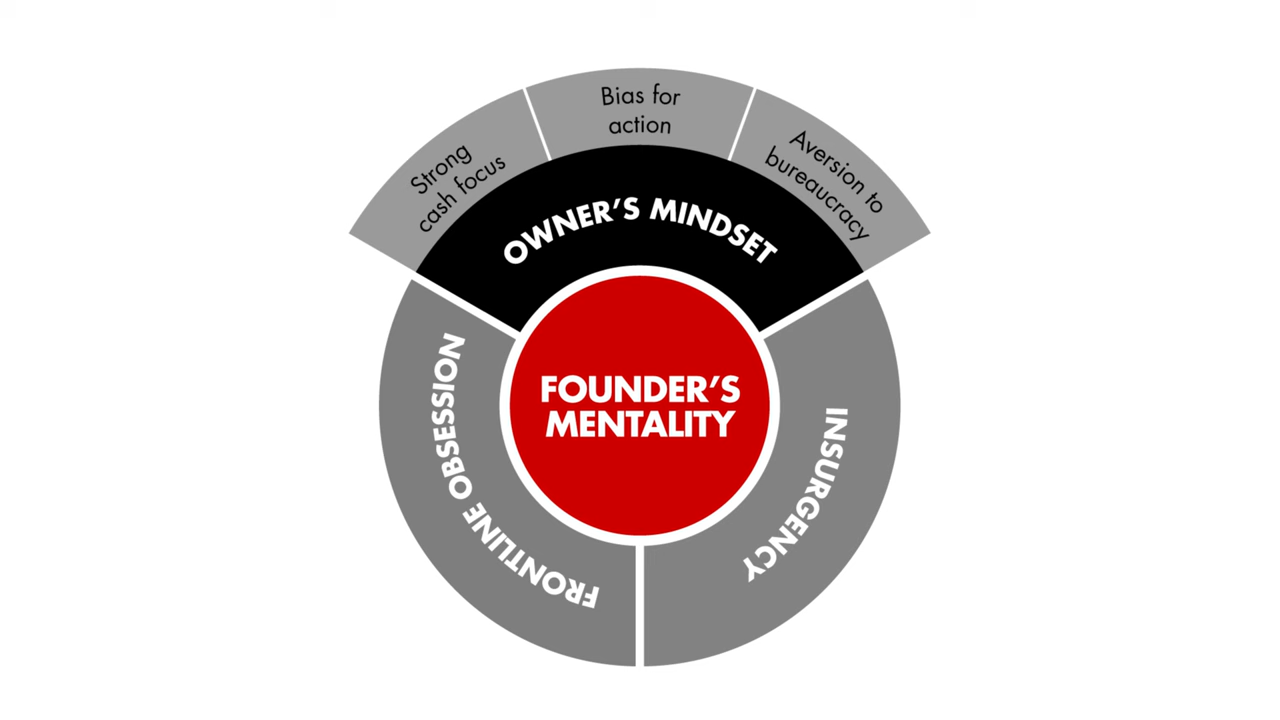 Strong
cash focus
Bias for
action
Aversion to
bureaucracy
OWNER'S MINDSET
FOUNDER'S
MENTALITY
FRONTLINE OBSESSION
INSURGENCY